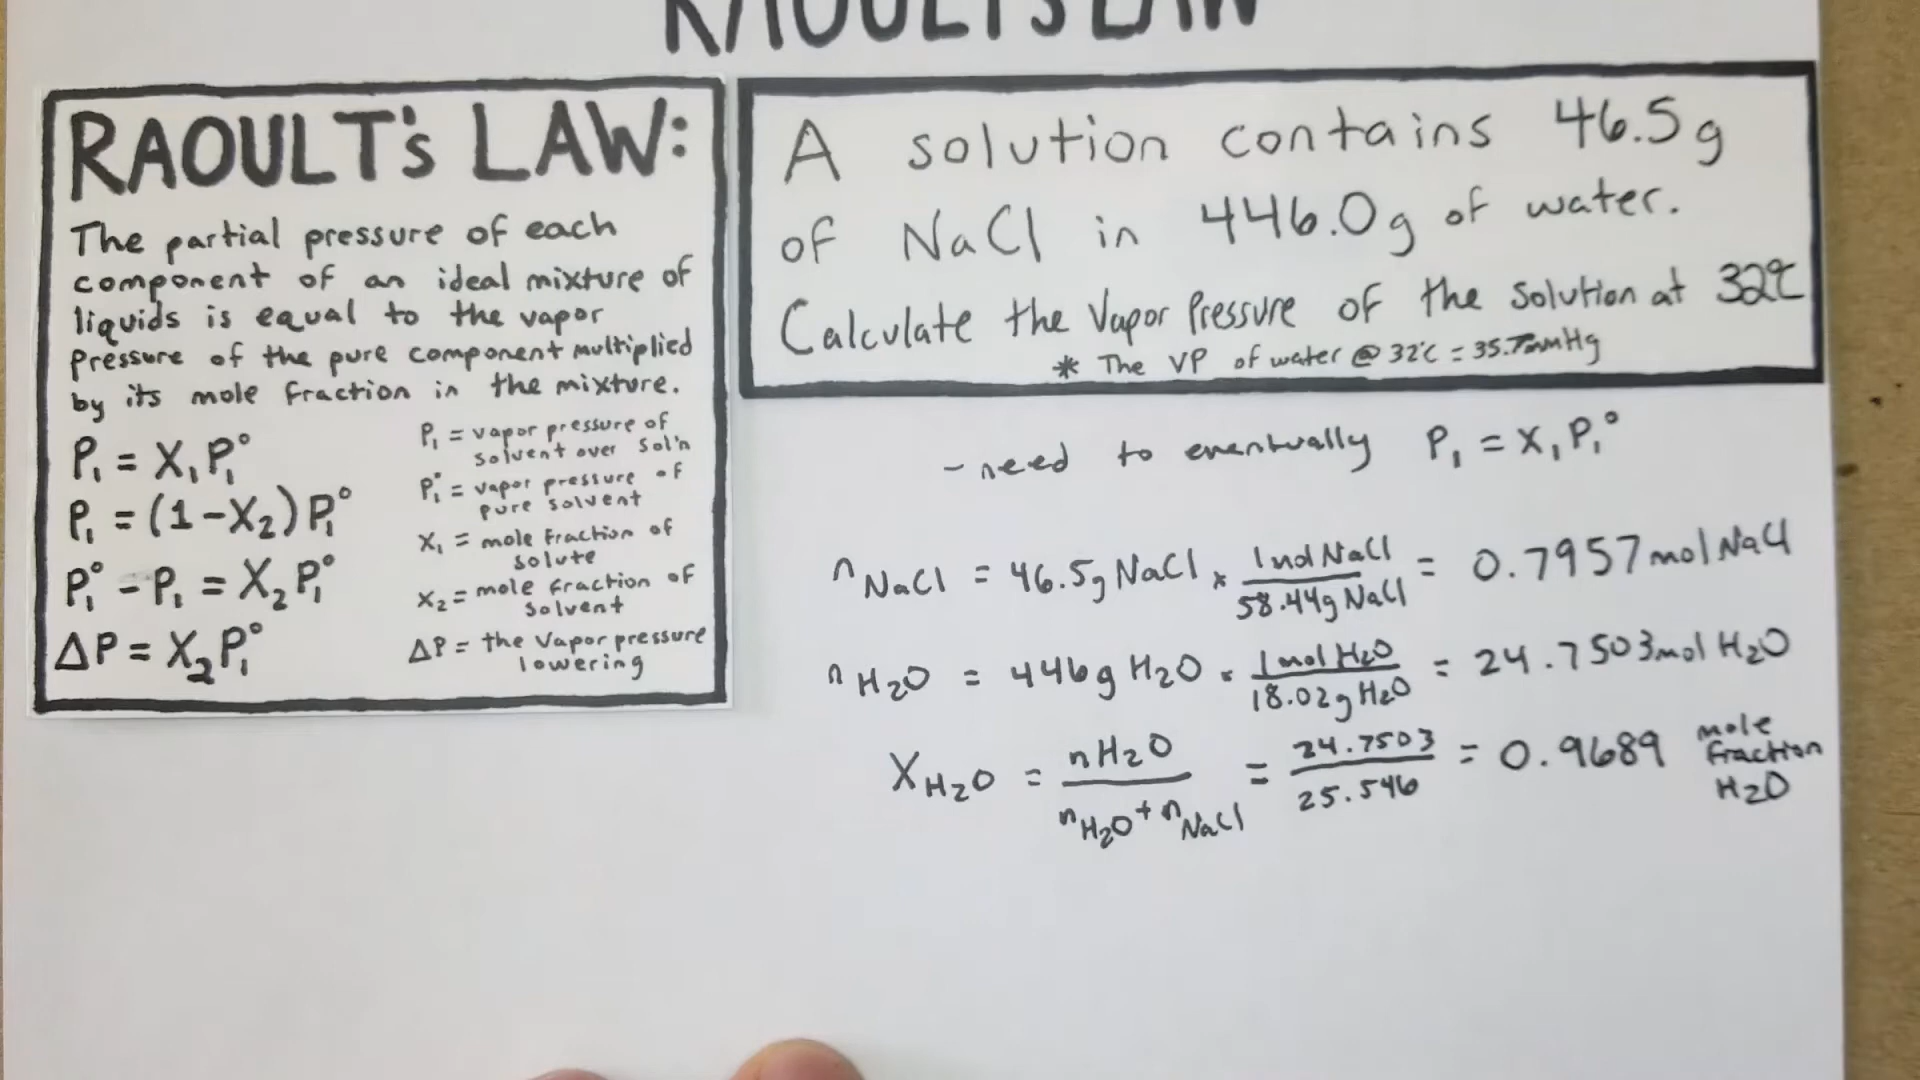 RAOULT'S LAW
RAOULT's LAW:
The partial pressure of each
component of an ideal mixture of
liquids is equal to the vapor
pressure of the pure component multiplied
by its mole fraction in the mixture.
P₁ = X₁P₁°
P₁ = (1-X₂)P₁°
P₁° - P₁ = X₂P₁°
ΔP = X₂P₁°
P₁ = vapor pressure of
solvent over sol'n
P₁° = vapor pressure of
pure solvent
X₁ = mole fraction of
solute
X₂ = mole fraction of
solvent
ΔP = the vapor pressure
lowering
A solution contains 46.5g
of NaCl in 446.0g of water.
Calculate the Vapor Pressure of the solution at 32°C
* The VP of water @ 32°C = 35.7mmHg
- need to eventually P₁ = X₁P₁°
n NaCl = 46.5g NaCl × 1mol NaCl / 58.44g NaCl = 0.7957 mol NaCl
n H₂O = 446g H₂O × 1mol H₂O / 18.02g H₂O = 24.7503 mol H₂O
X H₂O = nH₂O / nH₂O + nNaCl = 24.7503 / 25.546 = 0.9689 mole fraction H₂O